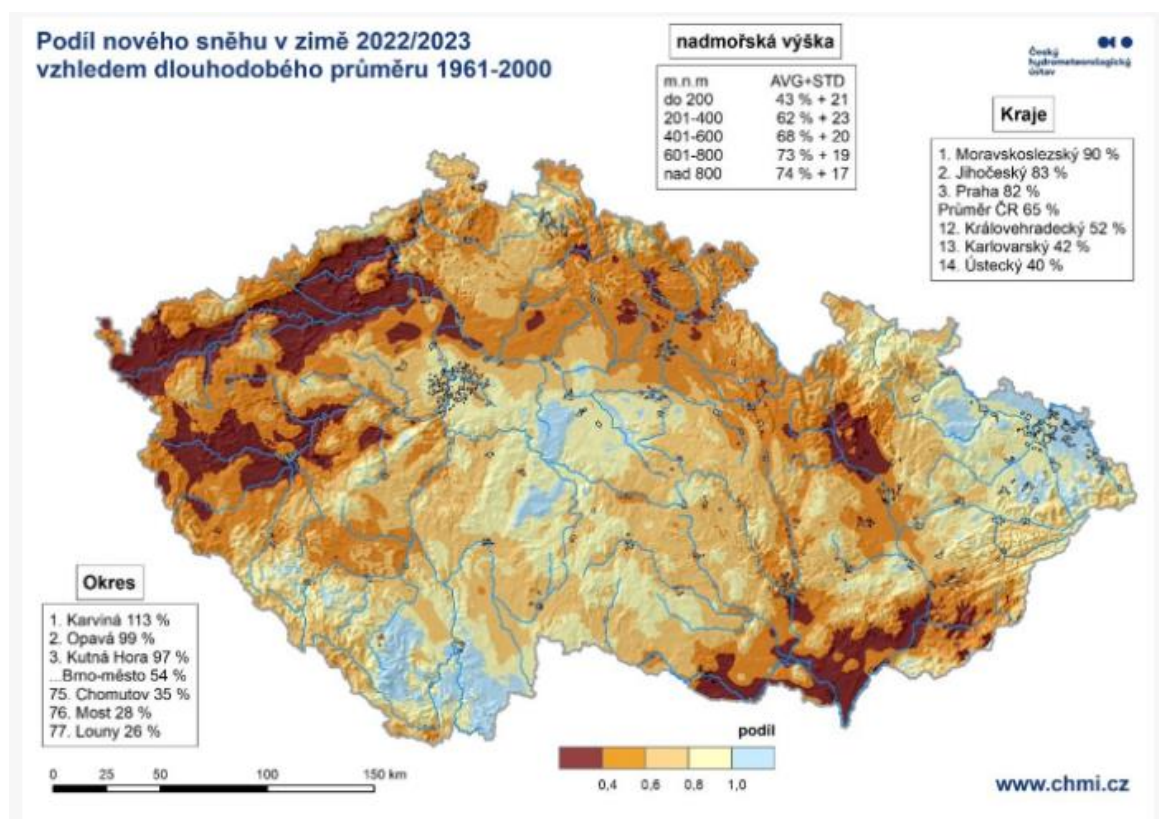 Podíl nového sněhu v zimě 2022/2023
vzhledem dlouhodobého průměru 1961-2000
nadmořská výška
m.n.m AVG+STD
do 200 43 % + 21
201-400 62 % + 23
401-600 68 % + 20
601-800 73 % + 19
nad 800 74 % + 17
Český
hydrometeorologický
ústav
Kraje
1. Moravskoslezský 90 %
2. Jihočeský 83 %
3. Praha 82 %
Průměr ČR 65 %
12. Královehradecký 52 %
13. Karlovarský 42 %
14. Ústecký 40 %
Okres
1. Karviná 113 %
2. Opavá 99 %
3. Kutná Hora 97 %
...Brno-město 54 %
75. Chomutov 35 %
76. Most 28 %
77. Louny 26 %
podíl
0,4 0,6 0,8 1,0
0 25 50 100 150 km
www.chmi.cz